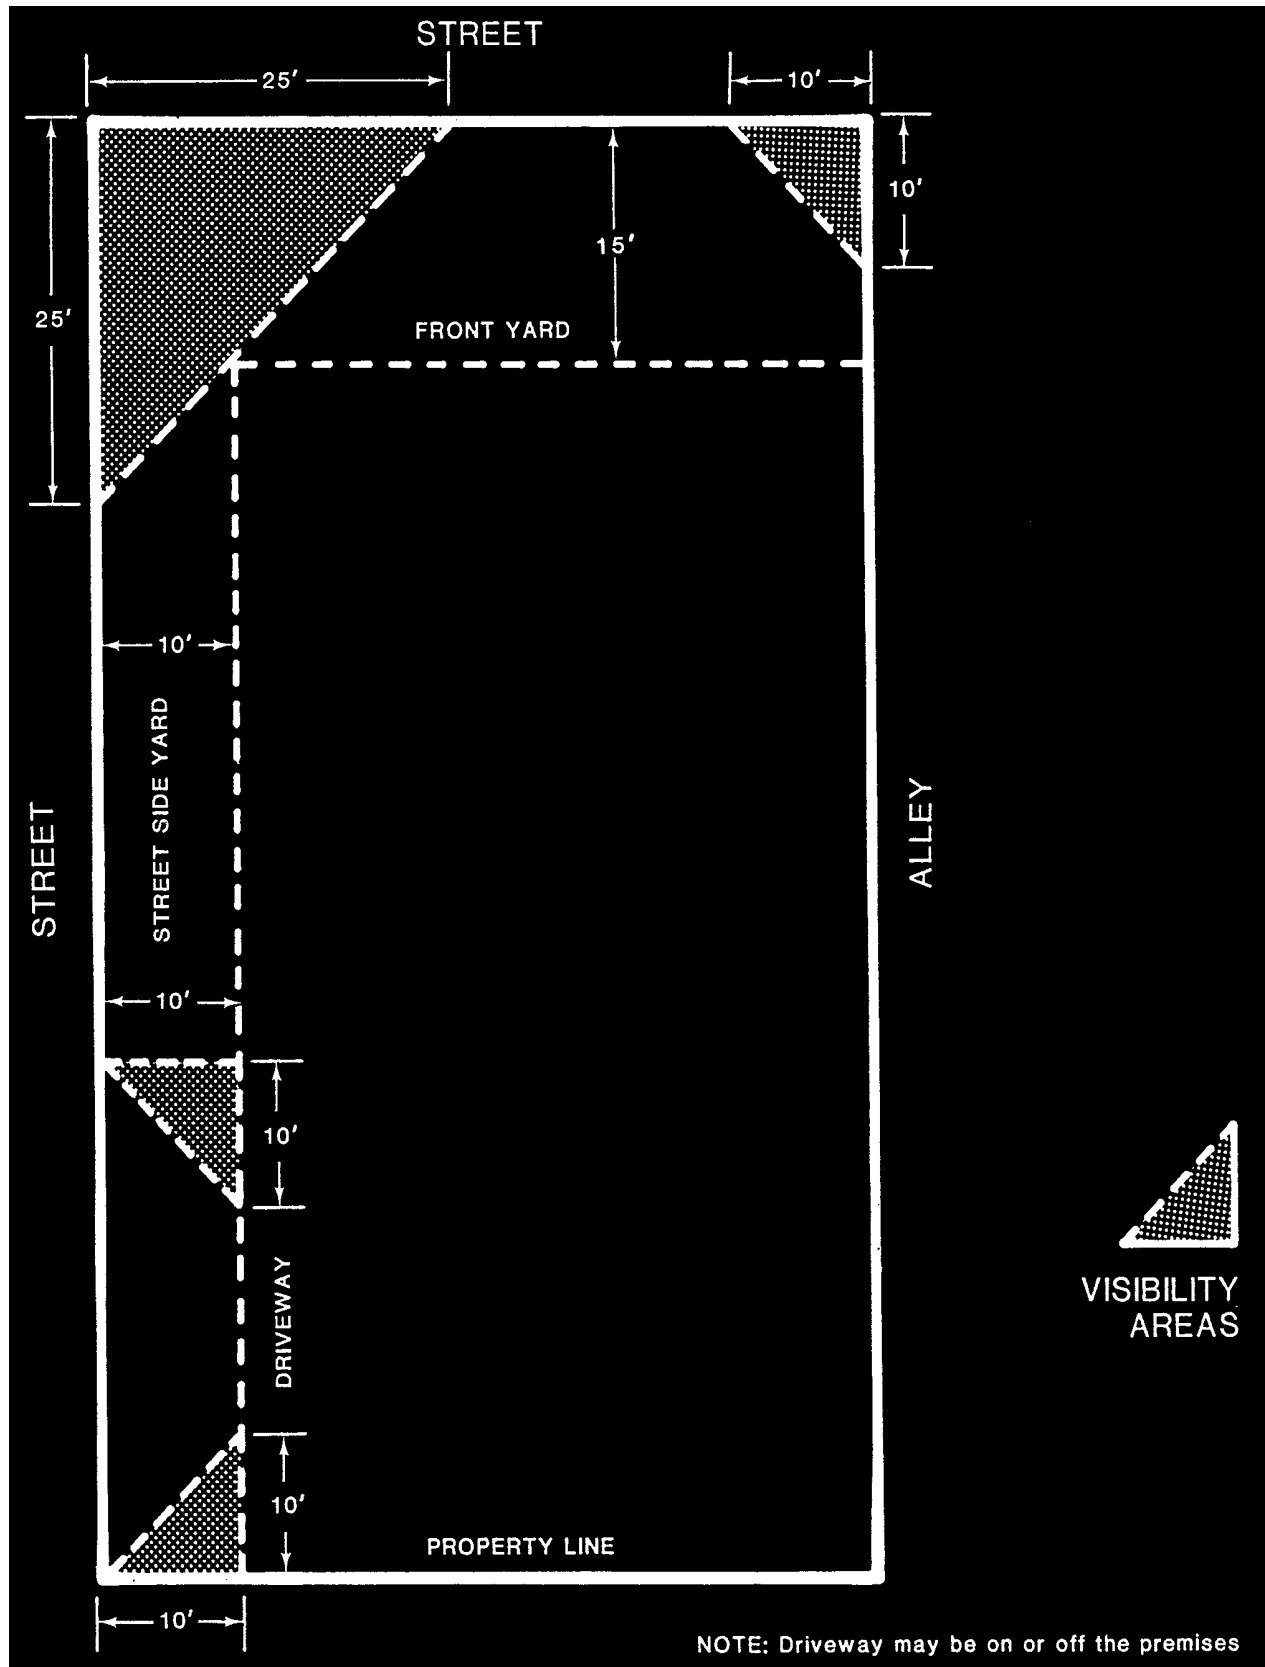 STREET
25'
10'
10'
15'
25'
FRONT YARD
10'
STREET SIDE YARD
STREET
ALLEY
10'
10'
DRIVEWAY
VISIBILITY
AREAS
10'
PROPERTY LINE
10'
NOTE: Driveway may be on or off the premises